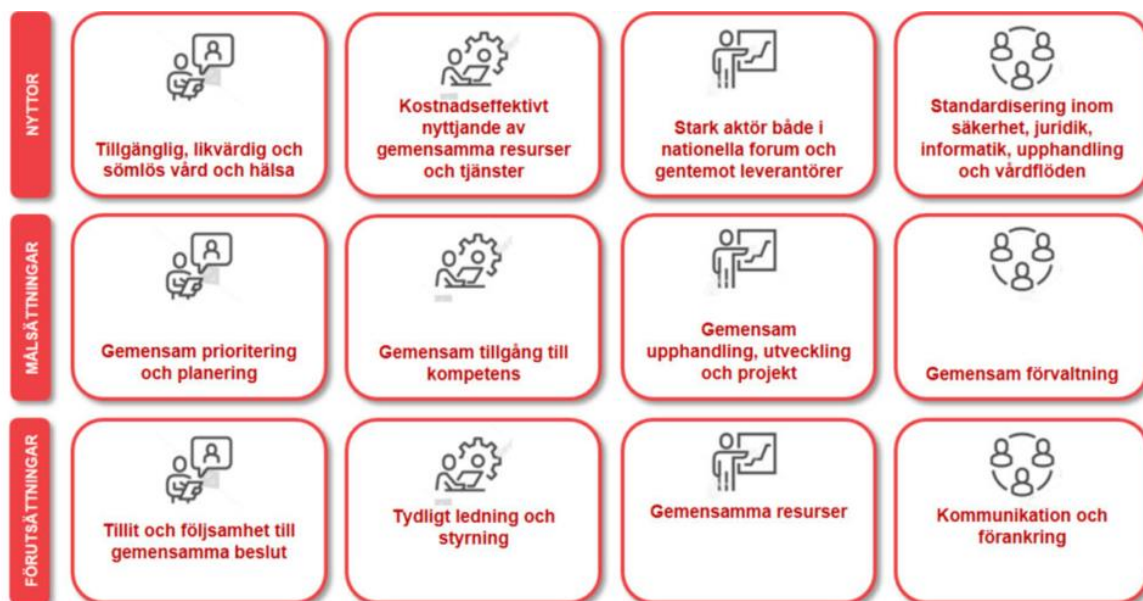 NYTTOR
Tillgänglig, likvärdig och
sömlös vård och hälsa
Kostnadseffektivt
nyttjande av
gemensamma resurser
och tjänster
Stark aktör både i
nationella forum och
gentemot leverantörer
Standardisering inom
säkerhet, juridik,
informatik, upphandling
och vårdflöden
MÅLSÄTTNINGAR
Gemensam prioritering
och planering
Gemensam tillgång till
kompetens
Gemensam
upphandling, utveckling
och projekt
Gemensam förvaltning
FÖRUTSÄTTNINGAR
Tillit och följsamhet till
gemensamma beslut
Tydligt ledning och
styrning
Gemensamma resurser
Kommunikation och
förankring